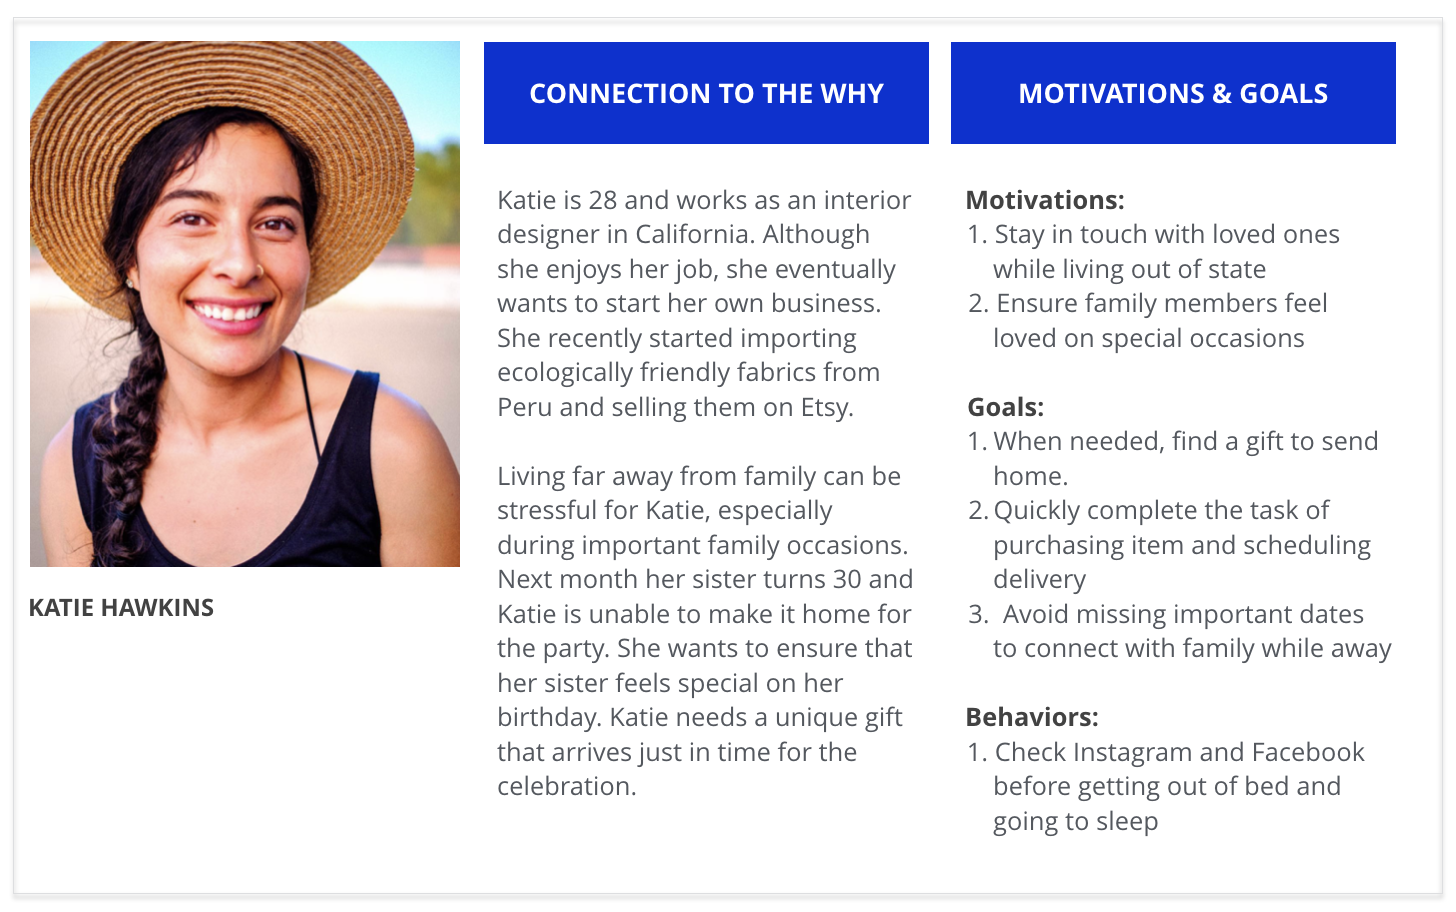 CONNECTION TO THE WHY
MOTIVATIONS & GOALS
KATIE HAWKINS
Katie is 28 and works as an interior
designer in California. Although
she enjoys her job, she eventually
wants to start her own business.
She recently started importing
ecologically friendly fabrics from
Peru and selling them on Etsy.
Living far away from family can be
stressful for Katie, especially
during important family occasions.
Next month her sister turns 30 and
Katie is unable to make it home for
the party. She wants to ensure that
her sister feels special on her
birthday. Katie needs a unique gift
that arrives just in time for the
celebration.
Motivations:
1. Stay in touch with loved ones
while living out of state
2. Ensure family members feel
loved on special occasions
Goals:
1. When needed, find a gift to send
home.
2. Quickly complete the task of
purchasing item and scheduling
delivery
3. Avoid missing important dates
to connect with family while away
Behaviors:
1. Check Instagram and Facebook
before getting out of bed and
going to sleep